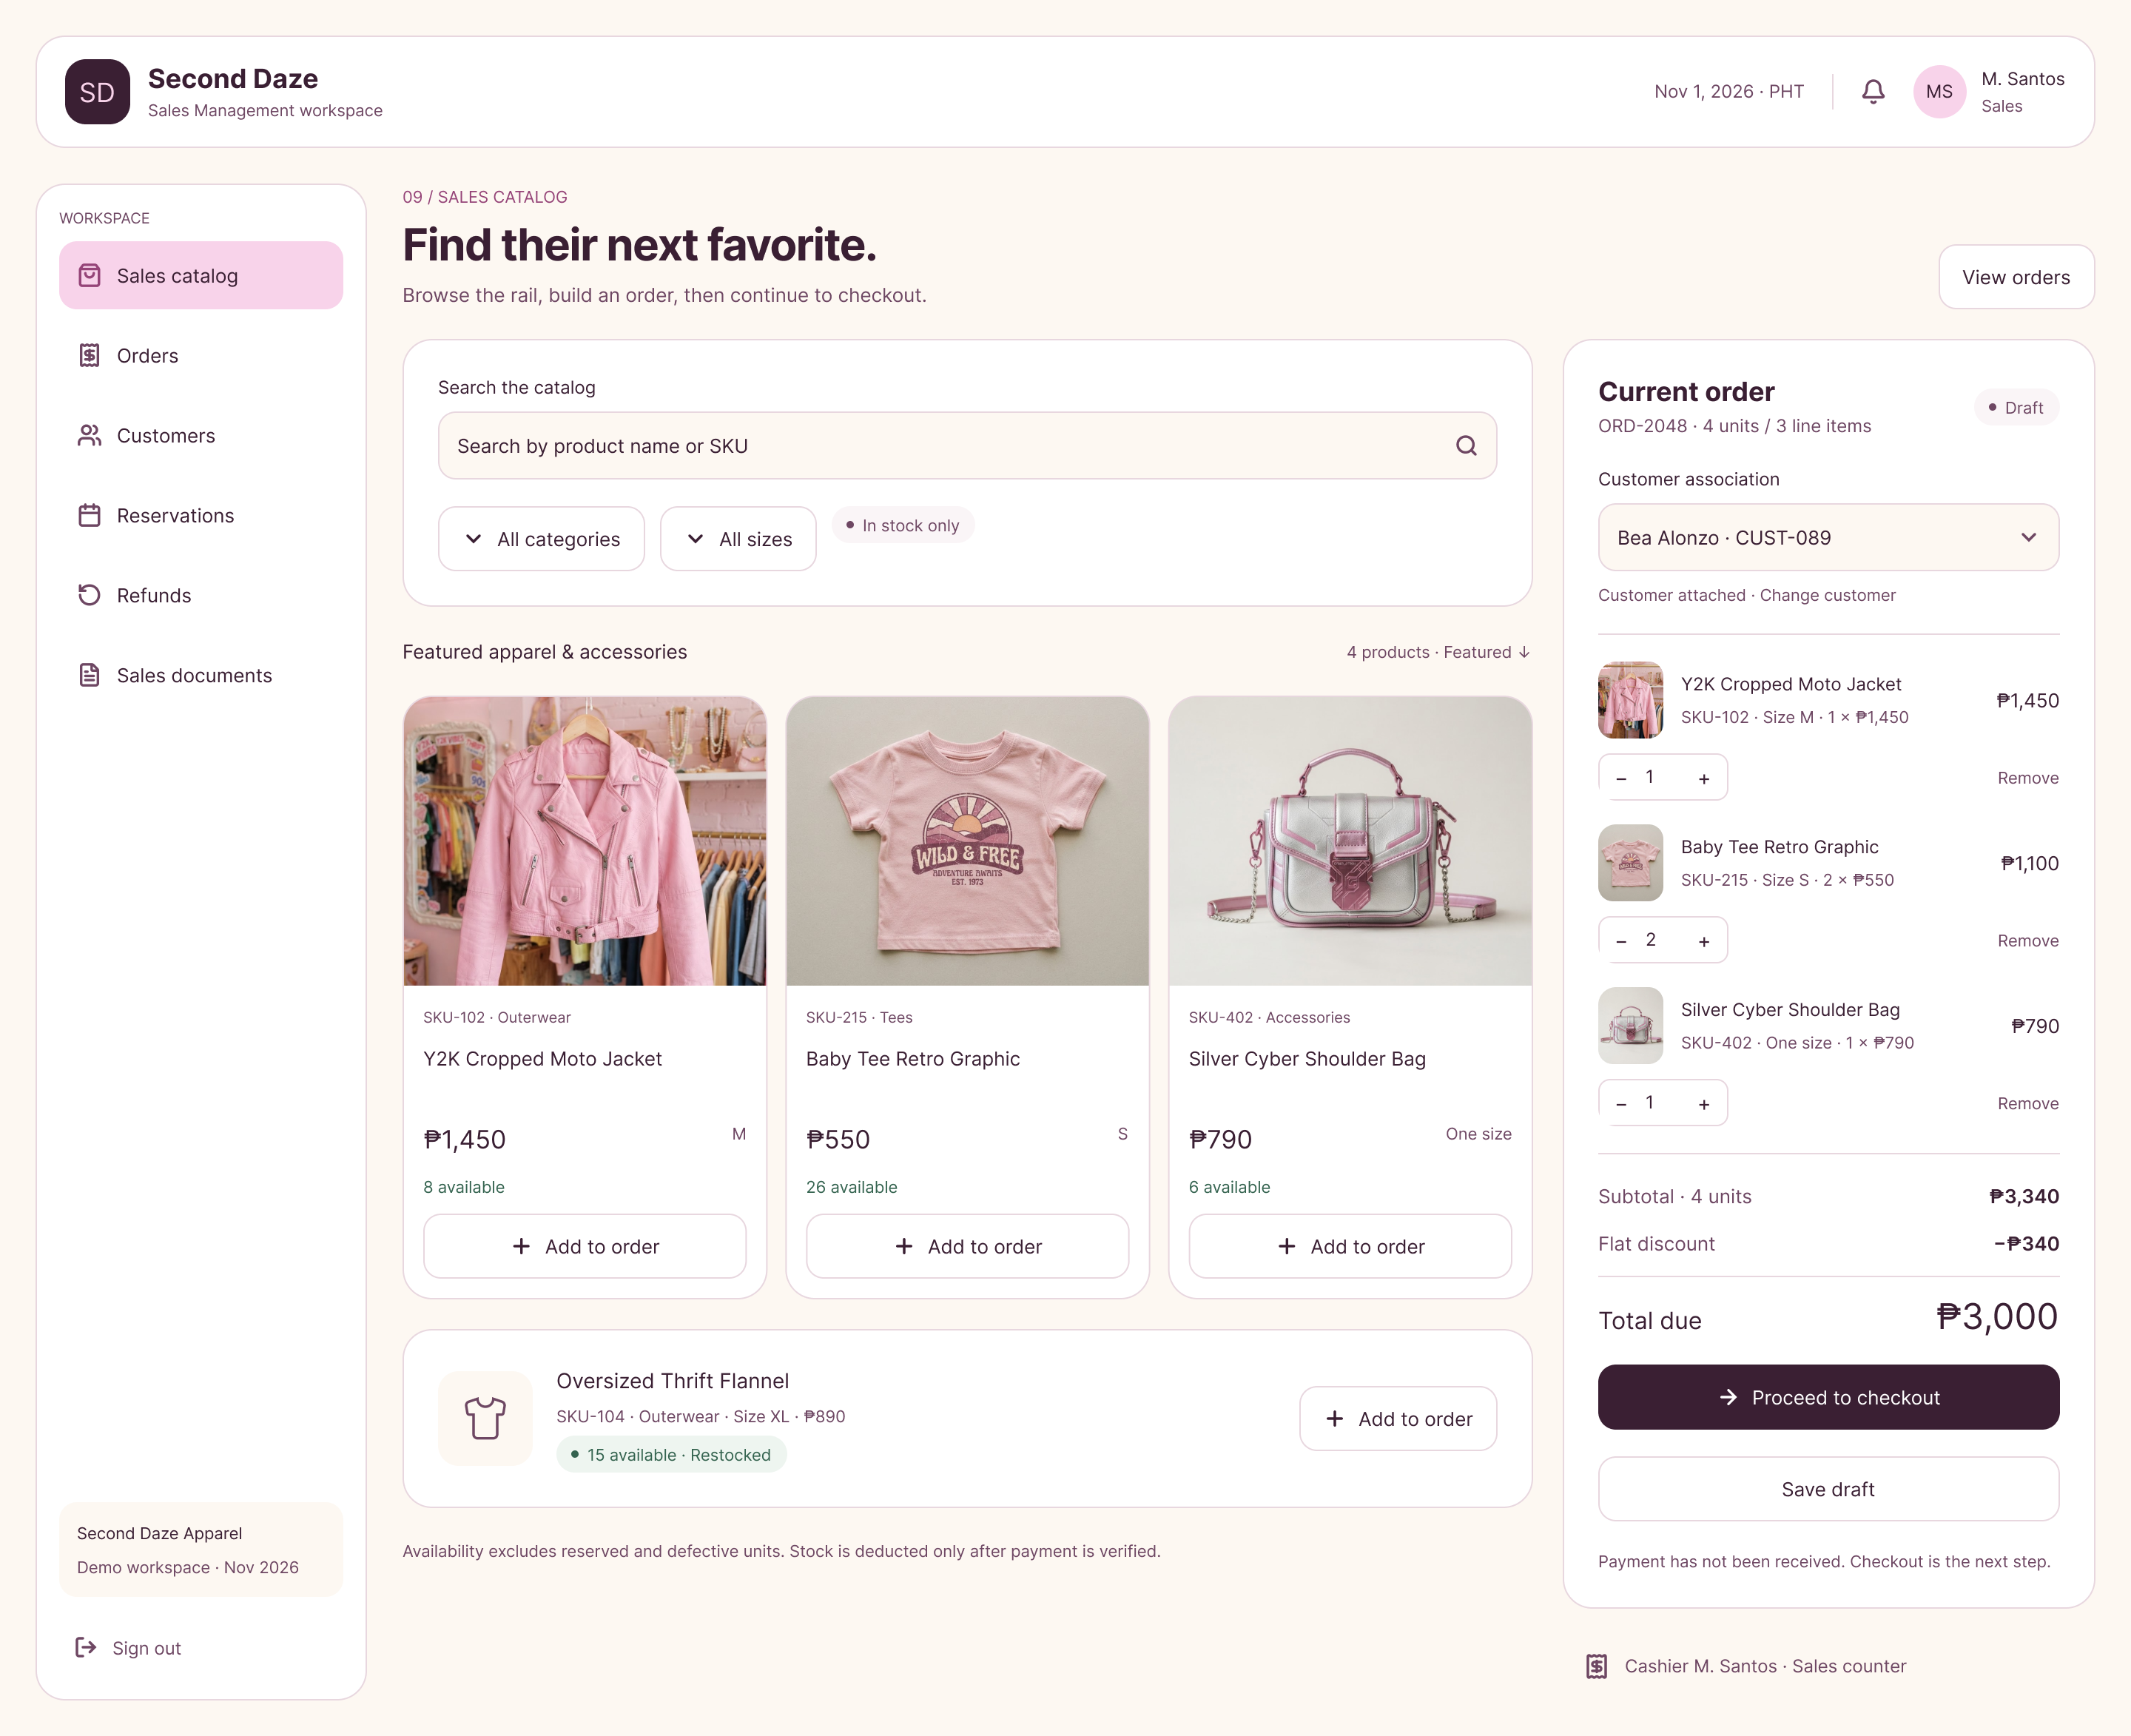 SD
Second Daze
Sales Management workspace
Nov 1, 2026 · PHT
MS
M. Santos
Sales
WORKSPACE
Sales catalog
Orders
Customers
Reservations
Refunds
Sales documents
Second Daze Apparel
Demo workspace · Nov 2026
Sign out
09 / SALES CATALOG
Find their next favorite.
Browse the rail, build an order, then continue to checkout.
View orders
Search the catalog
Search by product name or SKU
All categories
All sizes
• In stock only
Featured apparel & accessories
4 products · Featured ↓
WILD & FREE
ADVENTURE AWAITS
EST. 1973
SKU-102 · Outerwear
Y2K Cropped Moto Jacket
₱1,450
M
8 available
+ Add to order
SKU-215 · Tees
Baby Tee Retro Graphic
₱550
S
26 available
+ Add to order
SKU-402 · Accessories
Silver Cyber Shoulder Bag
₱790
One size
6 available
+ Add to order
Oversized Thrift Flannel
SKU-104 · Outerwear · Size XL · ₱890
• 15 available · Restocked
+ Add to order
Availability excludes reserved and defective units. Stock is deducted only after payment is verified.
Current order
ORD-2048 · 4 units / 3 line items
• Draft
Customer association
Bea Alonzo · CUST-089
Customer attached · Change customer
Y2K Cropped Moto Jacket
SKU-102 · Size M · 1 × ₱1,450
₱1,450
− 1 +
Remove
Baby Tee Retro Graphic
SKU-215 · Size S · 2 × ₱550
₱1,100
− 2 +
Remove
Silver Cyber Shoulder Bag
SKU-402 · One size · 1 × ₱790
₱790
− 1 +
Remove
Subtotal · 4 units
₱3,340
Flat discount
−₱340
Total due
₱3,000
→ Proceed to checkout
Save draft
Payment has not been received. Checkout is the next step.
Cashier M. Santos · Sales counter